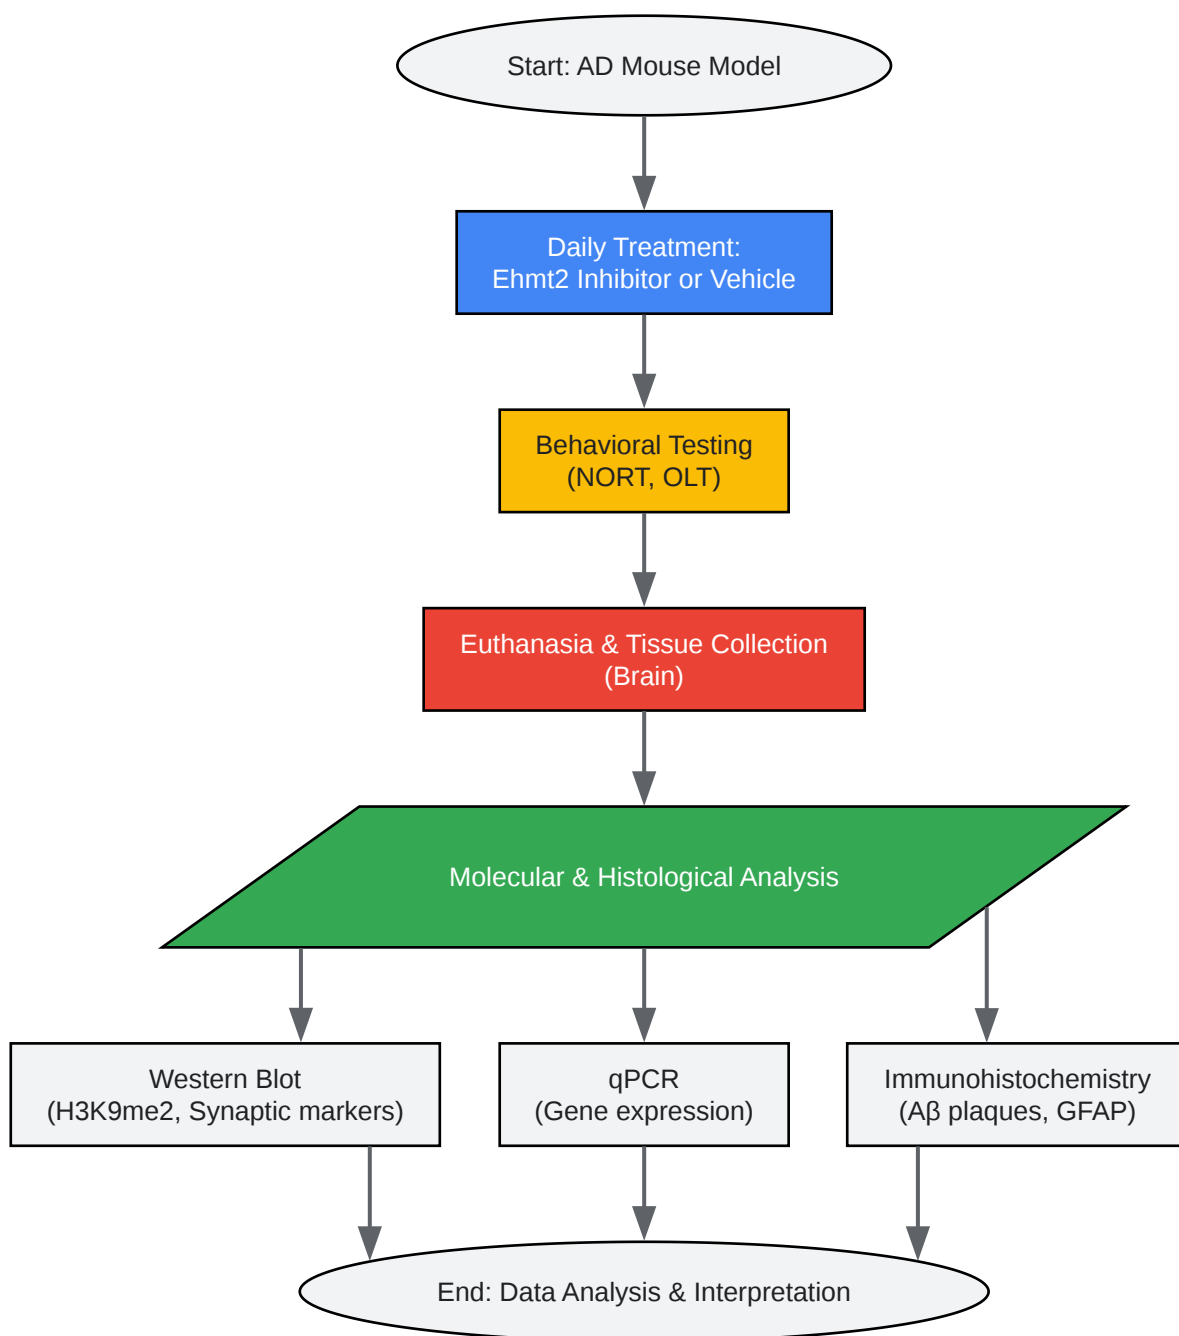 Start: AD Mouse Model
Daily Treatment:
Ehmt2 Inhibitor or Vehicle
Behavioral Testing
(NORT, OLT)
Euthanasia & Tissue Collection
(Brain)
Molecular & Histological Analysis
Western Blot
(H3K9me2, Synaptic markers)
qPCR
(Gene expression)
Immunohistochemistry
(Aβ plaques, GFAP)
End: Data Analysis & Interpretation